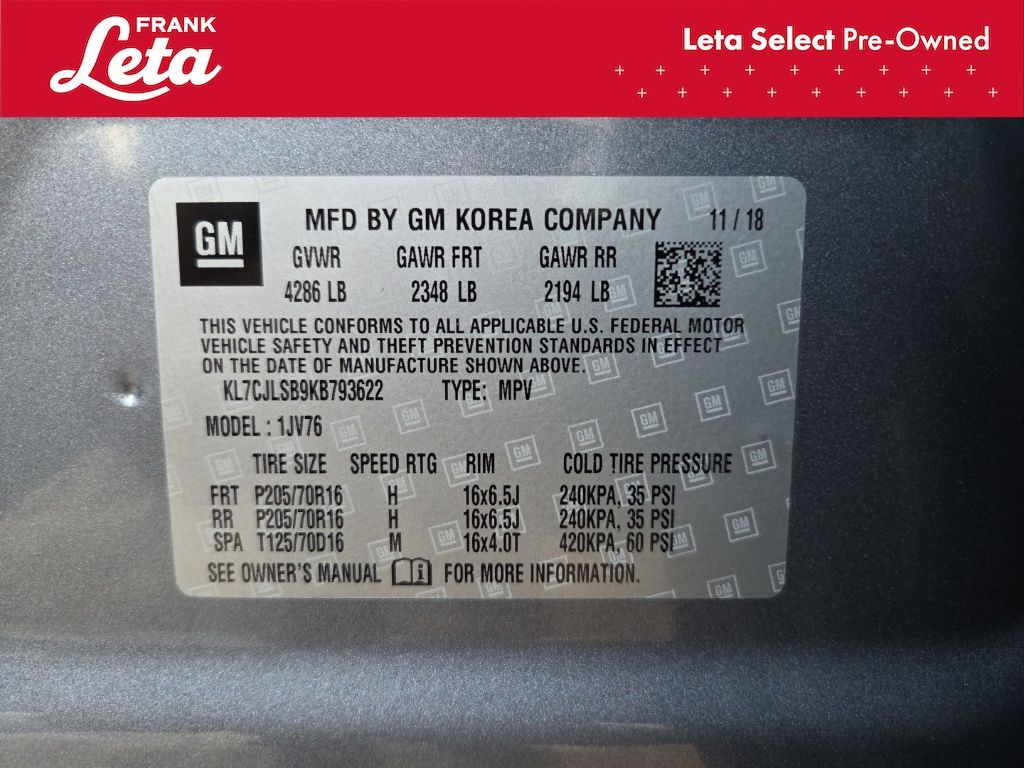 FRANK
Leta
Leta Select Pre-Owned
GM
MFD BY GM KOREA COMPANY 11 / 18
GVWR GAWR FRT GAWR RR
4286 LB 2348 LB 2194 LB
THIS VEHICLE CONFORMS TO ALL APPLICABLE U.S. FEDERAL MOTOR
VEHICLE SAFETY AND THEFT PREVENTION STANDARDS IN EFFECT
ON THE DATE OF MANUFACTURE SHOWN ABOVE.
KL7CJLSB9KB793622 TYPE: MPV
MODEL : 1JV76
TIRE SIZE SPEED RTG RIM COLD TIRE PRESSURE
FRT P205/70R16 H 16x6.5J 240KPA, 35 PSI
RR P205/70R16 H 16x6.5J 240KPA, 35 PSI
SPA T125/70D16 M 16x4.0T 420KPA, 60 PSI
SEE OWNER'S MANUAL i FOR MORE INFORMATION.